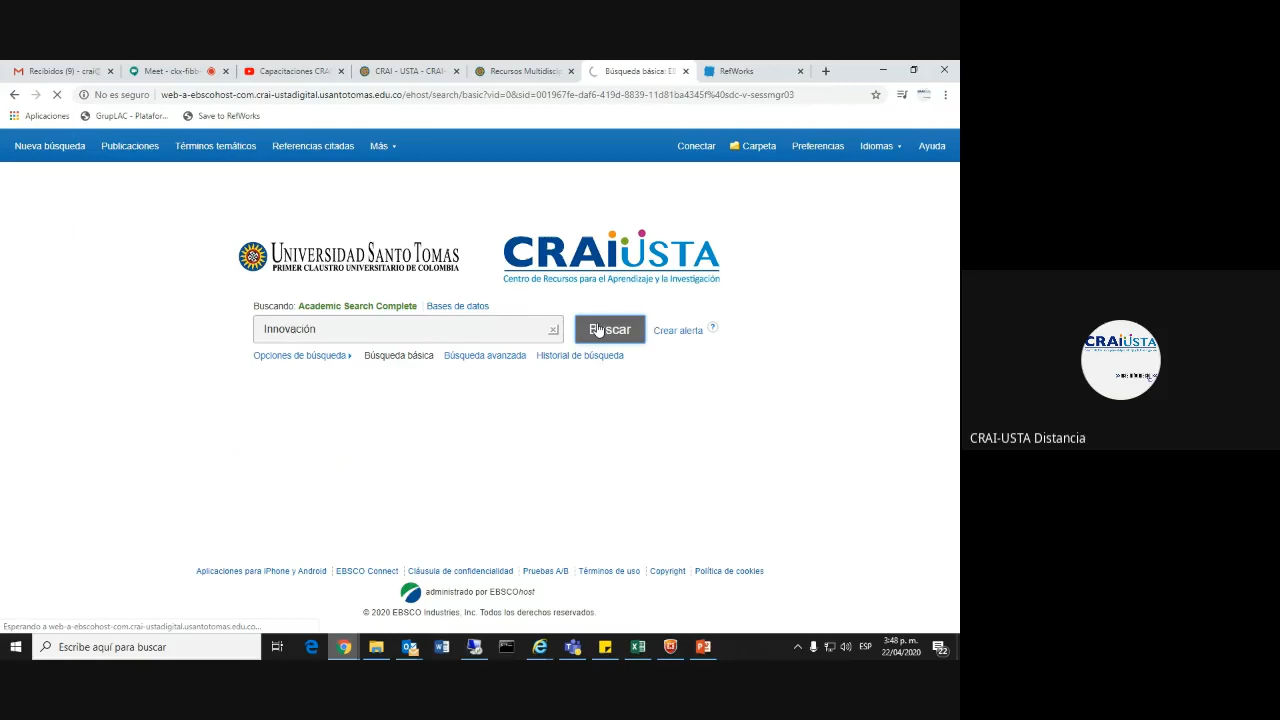 Recibidos (9) - crai@
Meet - ckx-fibb-
Capacitaciones CRA
CRAI - USTA - CRAI-
Recursos Multidiscip
Búsqueda básica: E
RefWorks
No es seguro
web-a-ebscohost-com.crai-ustadigital.usantotomas.edu.co/ehost/search/basic?vid=0&sid=001967fe-daf6-419d-8839-11d81ba4345f%40sdc-v-sessmgr03
Aplicaciones
GrupLAC - Platafor...
Save to RefWorks
Nueva búsqueda
Publicaciones
Términos temáticos
Referencias citadas
Más
Conectar
Carpeta
Preferencias
Idiomas
Ayuda
UNIVERSIDAD SANTO TOMAS
PRIMER CLAUSTRO UNIVERSITARIO DE COLOMBIA
CRAIUSTA
Centro de Recursos para el Aprendizaje y la Investigación
Buscando: Academic Search Complete
Bases de datos
Innovación
Buscar
Crear alerta
?
Opciones de búsqueda
Búsqueda básica
Búsqueda avanzada
Historial de búsqueda
Aplicaciones para iPhone y Android
EBSCO Connect
Cláusula de confidencialidad
Pruebas A/B
Términos de uso
Copyright
Política de cookies
administrado por EBSCOhost
© 2020 EBSCO Industries, Inc. Todos los derechos reservados.
Esperando a web-a-ebscohost-com.crai-ustadigital.usantotomas.edu.co...
Escribe aquí para buscar
ESP
3:48 p. m.
22/04/2020
22
CRAIUSTA
CRAI-USTA Distancia